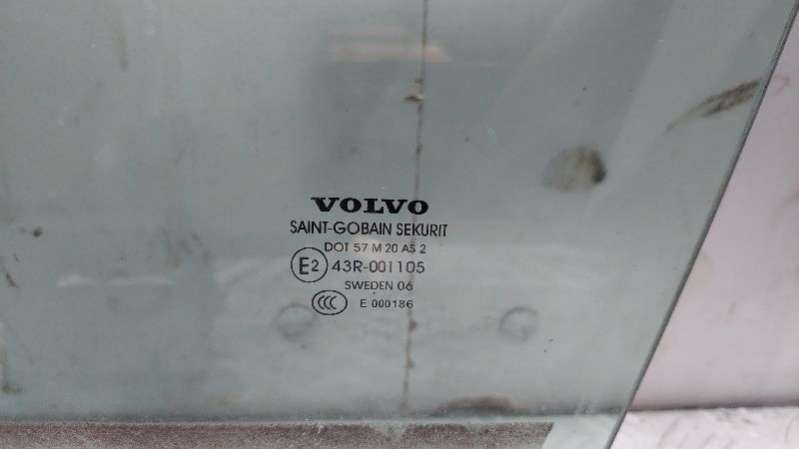 VOLVO
SAINT-GOBAIN SEKURIT
DOT 57 M 20 AS 2
E2 43R-001105
SWEDEN 06
CCC E 000186